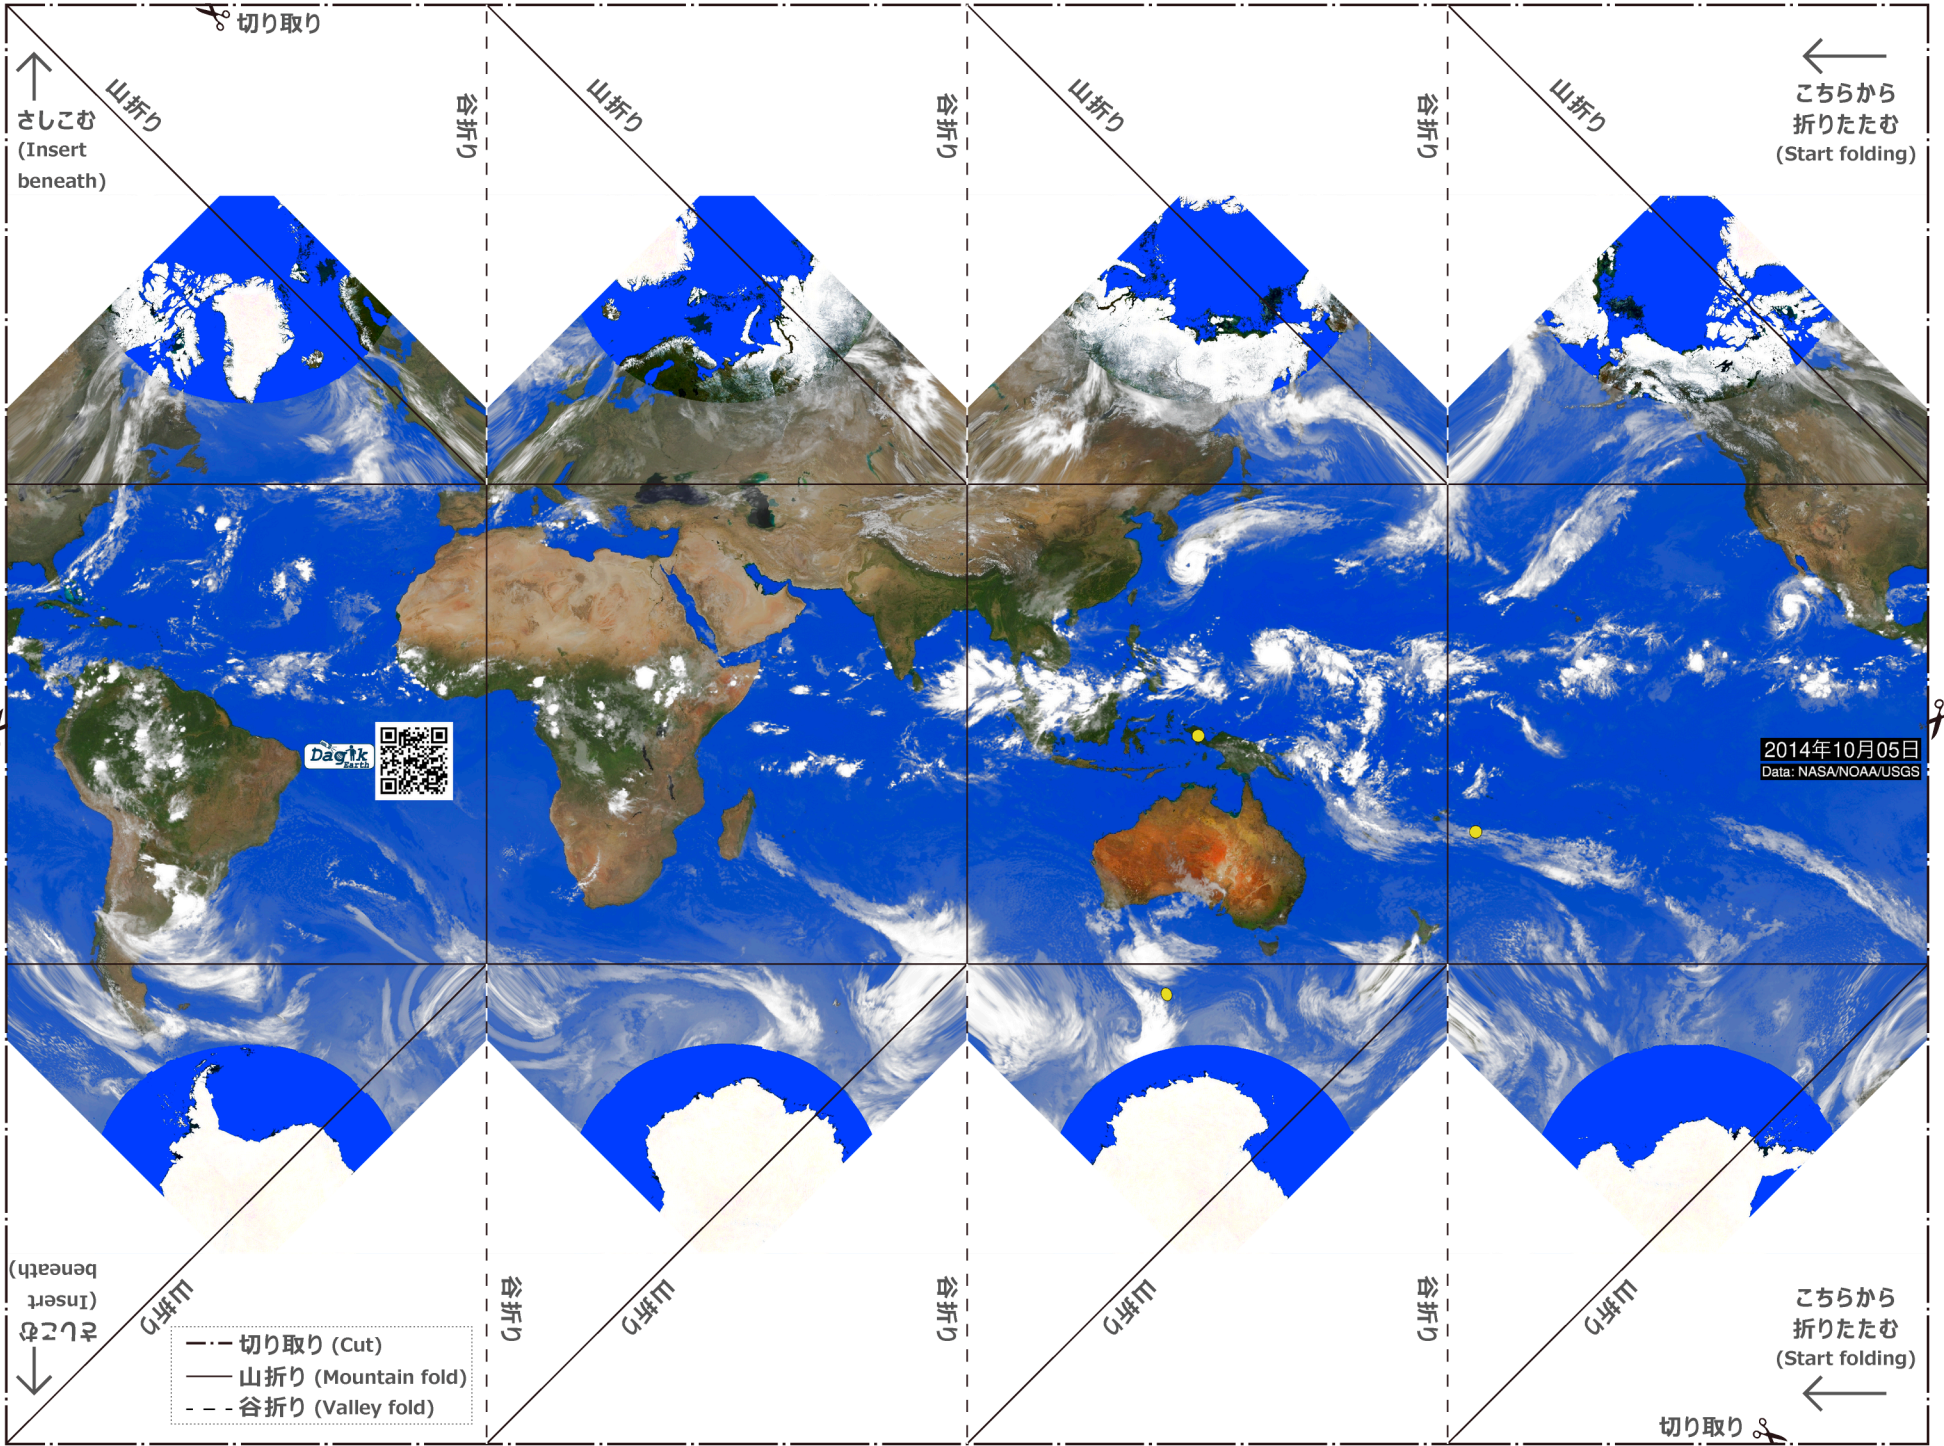 切り取り
山折り
谷折り
山折り
谷折り
山折り
谷折り
山折り
こちらから
折りたたむ
(Start folding)
さしこむ
(Insert
beneath)
Dagik
Earth
2014年10月05日
Data: NASA/NOAA/USGS
さしこむ
(Insert
beneath)
山折り
谷折り
山折り
谷折り
山折り
谷折り
山折り
こちらから
折りたたむ
(Start folding)
切り取り (Cut)
山折り (Mountain fold)
谷折り (Valley fold)
切り取り